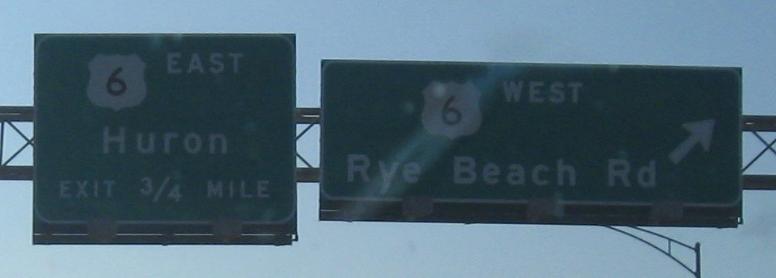 6 EAST
Huron
EXIT 3/4 MILE
6 WEST
Rye Beach Rd